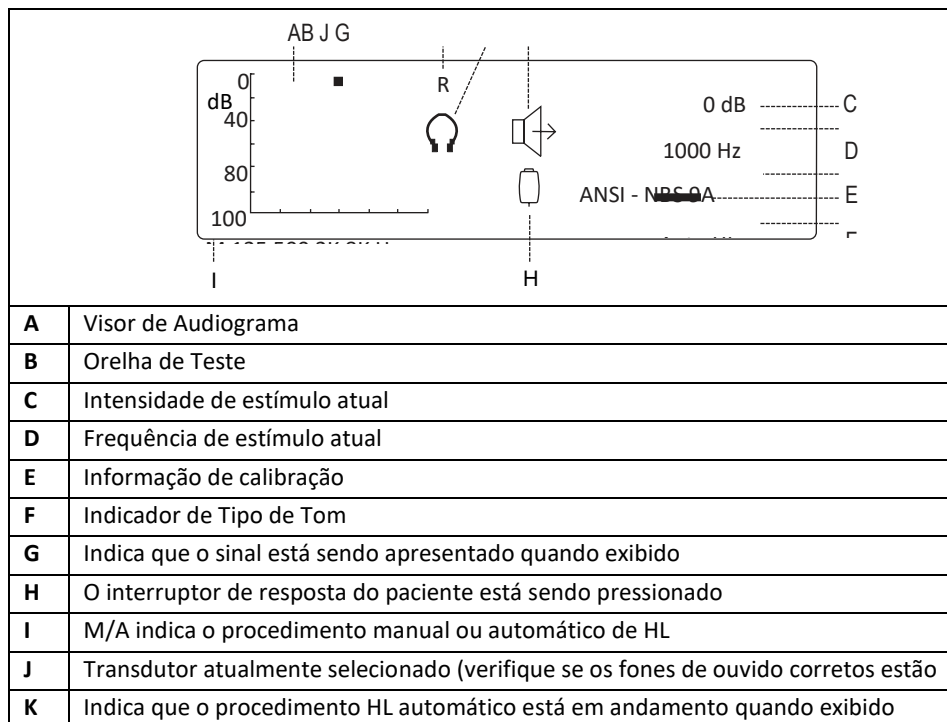 AB J G
0
dB
40
80
100
R
0 dB
C
1000 Hz
D
ANSI -
E
I
H
A Visor de Audiograma
B Orelha de Teste
C Intensidade de estímulo atual
D Frequência de estímulo atual
E Informação de calibração
F Indicador de Tipo de Tom
G Indica que o sinal está sendo apresentado quando exibido
H O interruptor de resposta do paciente está sendo pressionado
I M/A indica o procedimento manual ou automático de HL
J Transdutor atualmente selecionado (verifique se os fones de ouvido corretos estão
K Indica que o procedimento HL automático está em andamento quando exibido